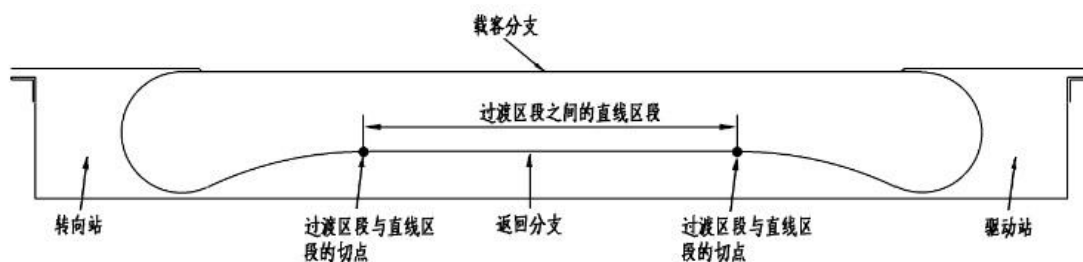 载客分支
过渡区段之间的直线区段
转向站
过渡区段与直线区
段的切点
返回分支
过渡区段与直线区
段的切点
驱动站